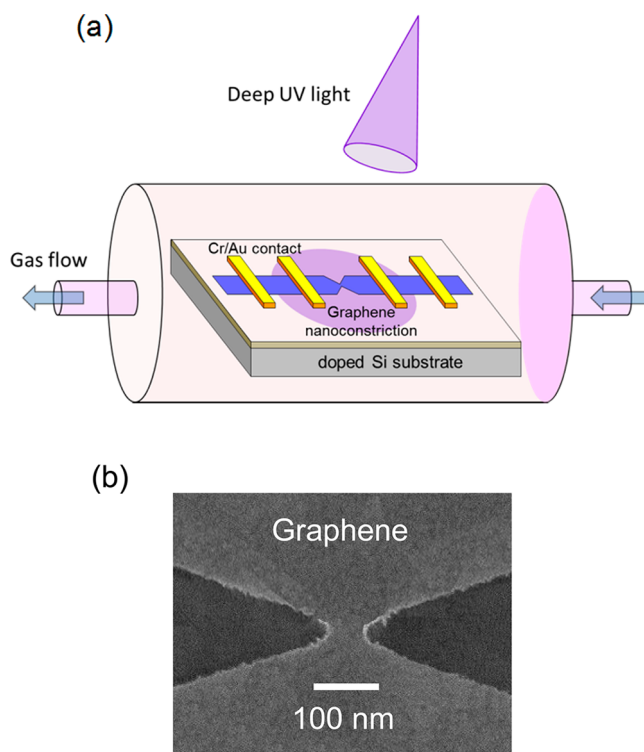 (a)
Deep UV light
Cr/Au contact
Gas flow
Graphene
nanoconstriction
doped Si substrate
(b)
Graphene
100 nm